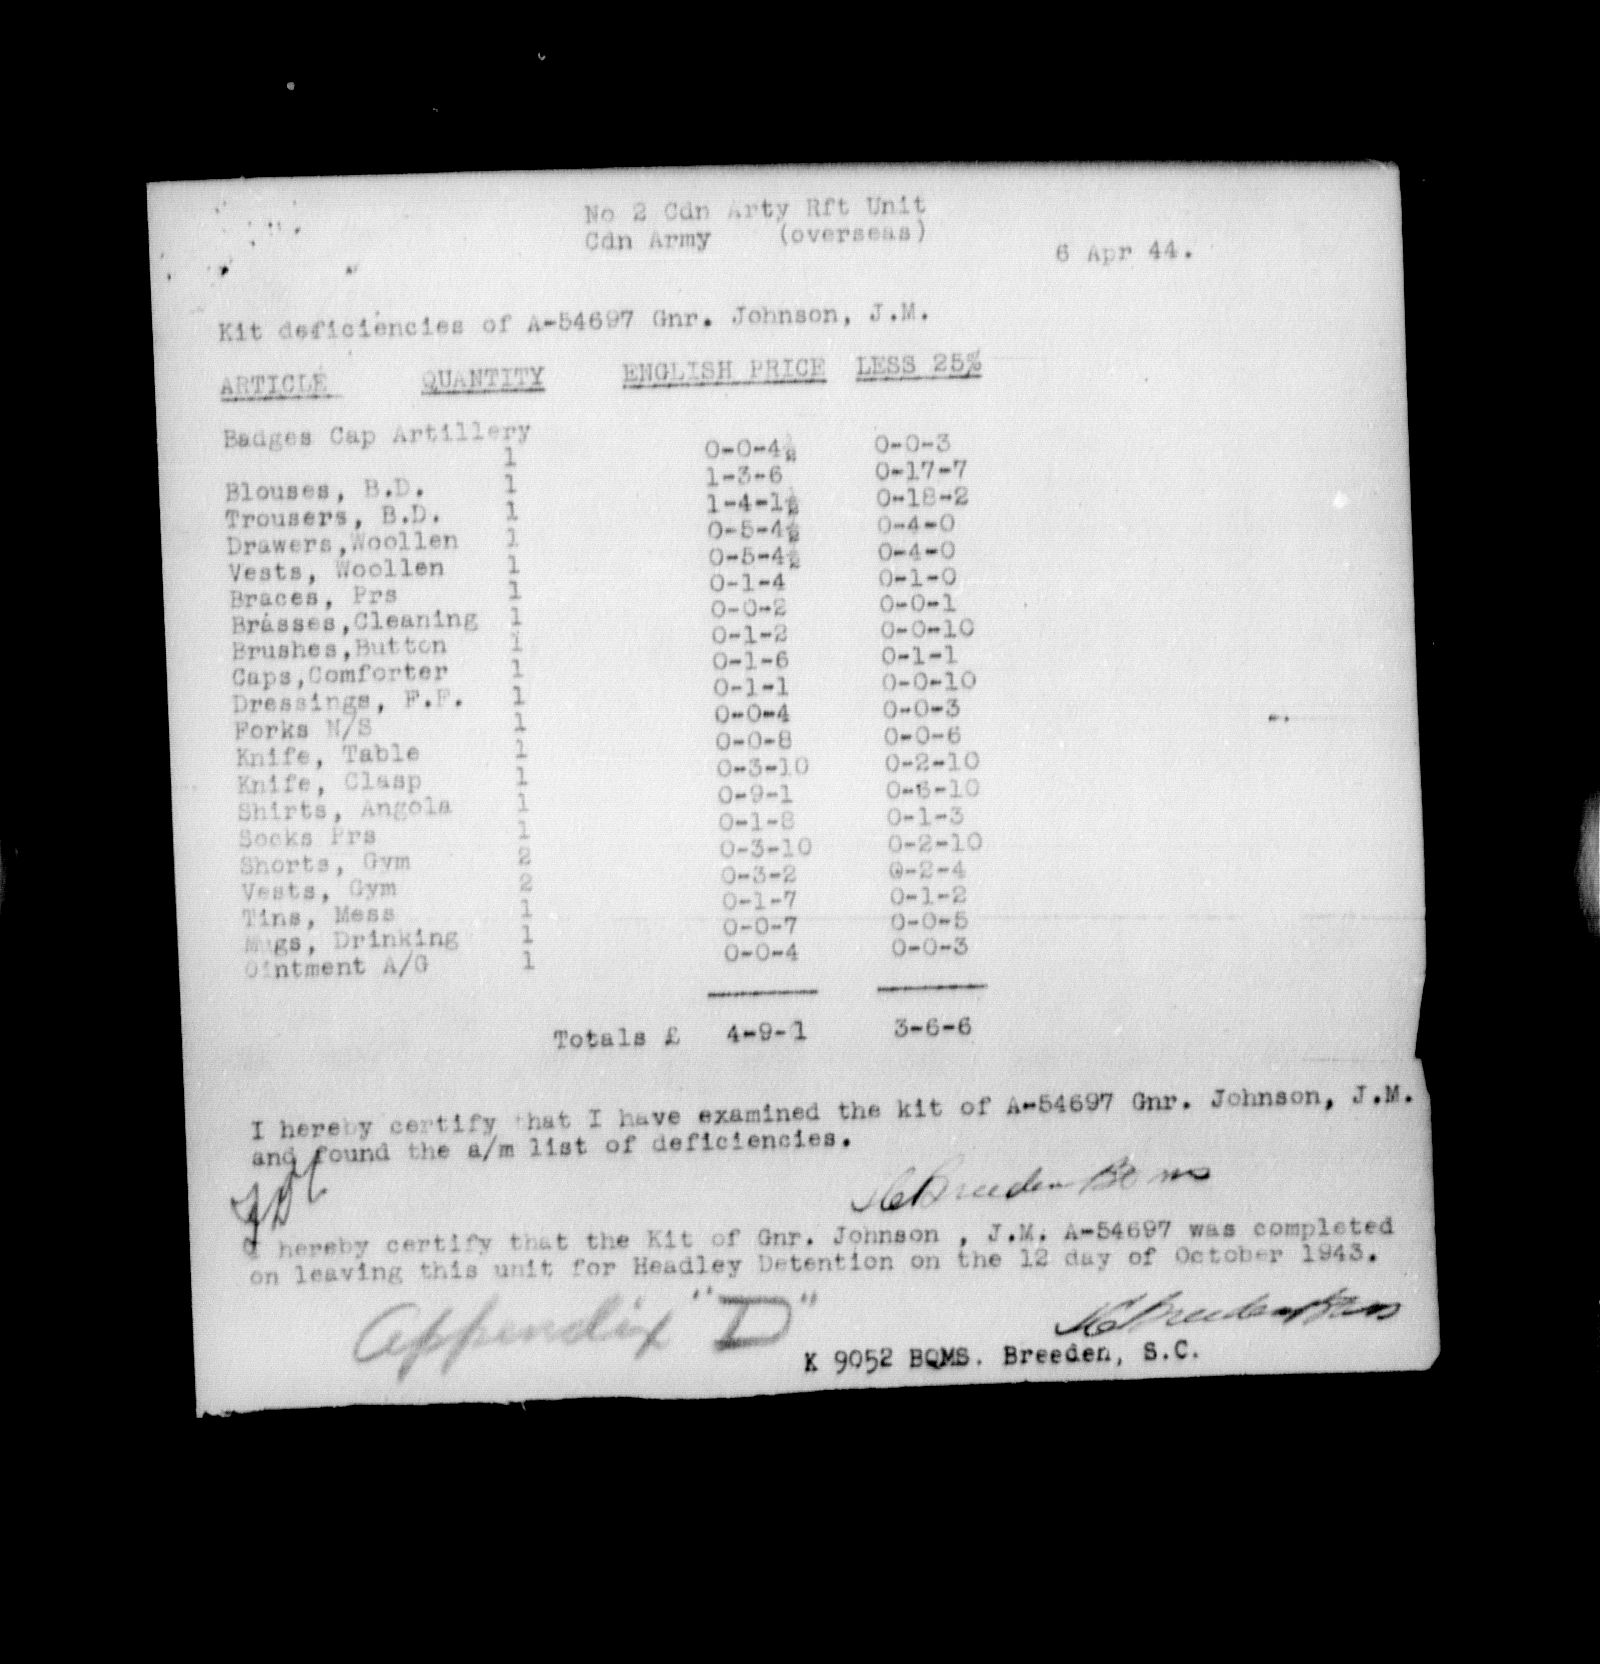 No 2 Cdn Arty Rft Unit
Cdn Army (overseas)
6 Apr 44.
Kit deficiencies of A-54697 Gnr. Johnson, J.M.
ARTICLE QUANTITY ENGLISH PRICE LESS 25%
Badges Cap Artillery
1 0-0-4½ 0-0-3
Blouses, B.D. 1 1-3-6 0-17-7
Trousers, B.D. 1 1-4-1½ 0-18-2
Drawers,Woollen 1 0-5-4½ 0-4-0
Vests, Woollen 1 0-5-4½ 0-4-0
Braces, Prs 1 0-1-4 0-1-0
Brasses,Cleaning 1 0-0-2 0-0-1
Brushes,Button 1 0-1-2 0-0-10
Caps,Comforter 1 0-1-6 0-1-1
Dressings, F.F. 1 0-1-1 0-0-10
Forks N/S 1 0-0-4 0-0-3
Knife, Table 1 0-0-8 0-0-6
Knife, Clasp 1 0-3-10 0-2-10
Shirts, Angola 1 0-9-1 0-6-10
Socks Prs 1 0-1-8 0-1-3
Shorts, Gym 2 0-3-10 0-2-10
Vests, Gym 2 0-3-2 0-2-4
Tins, Mess 1 0-1-7 0-1-2
Mugs, Drinking 1 0-0-7 0-0-5
Ointment A/G 1 0-0-4 0-0-3
Totals £ 4-9-1 3-6-6
I hereby certify that I have examined the kit of A-54697 Gnr. Johnson, J.M.
and found the a/m list of deficiencies.
Breeden
I hereby certify that the Kit of Gnr. Johnson , J.M. A-54697 was completed
on leaving this unit for Headley Detention on the 12 day of October 1943.
Appendix "D"
Breeden
K 9052 BQMS. Breeden, S.C.